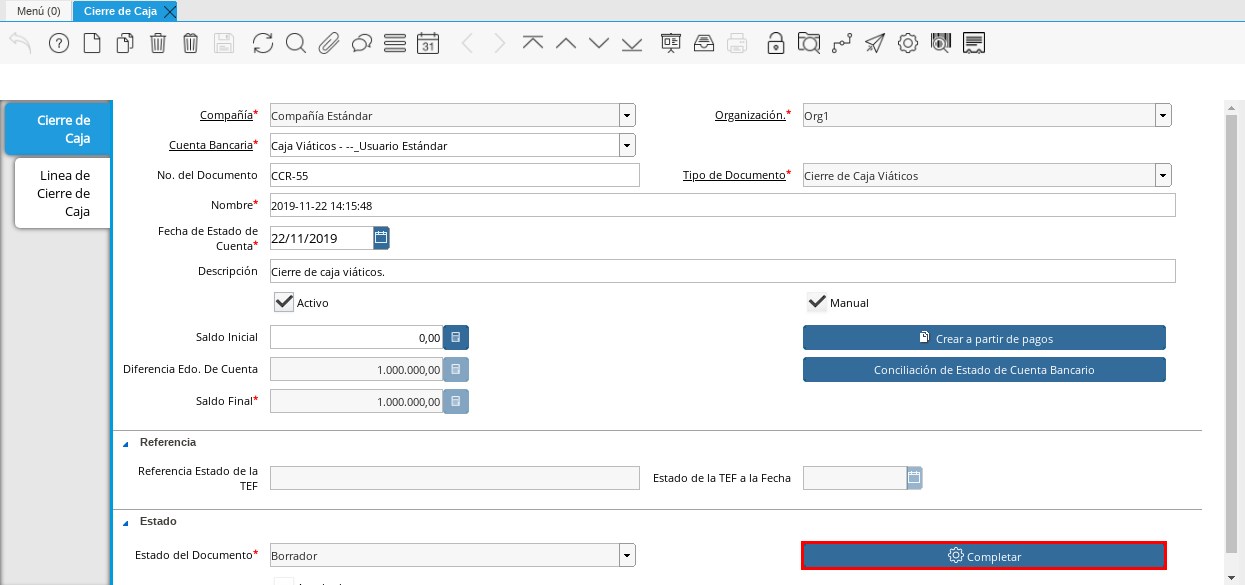 Menú (0)
Cierre de Caja
31
Cierre de
Caja
Linea de
Cierre de
Caja
Compañía* Compañía Estándar
Organización.* Org1
Cuenta Bancaria* Caja Viáticos - --_Usuario Estándar
No. del Documento CCR-55
Tipo de Documento* Cierre de Caja Viáticos
Nombre* 2019-11-22 14:15:48
Fecha de Estado de
Cuenta* 22/11/2019
Descripción Cierre de caja viáticos.
Activo
Manual
Saldo Inicial 0,00
Crear a partir de pagos
Diferencia Edo. De Cuenta 1.000.000,00
Conciliación de Estado de Cuenta Bancario
Saldo Final* 1.000.000,00
Referencia
Referencia Estado de la
TEF
Estado de la TEF a la Fecha
Estado
Estado del Documento* Borrador
Completar